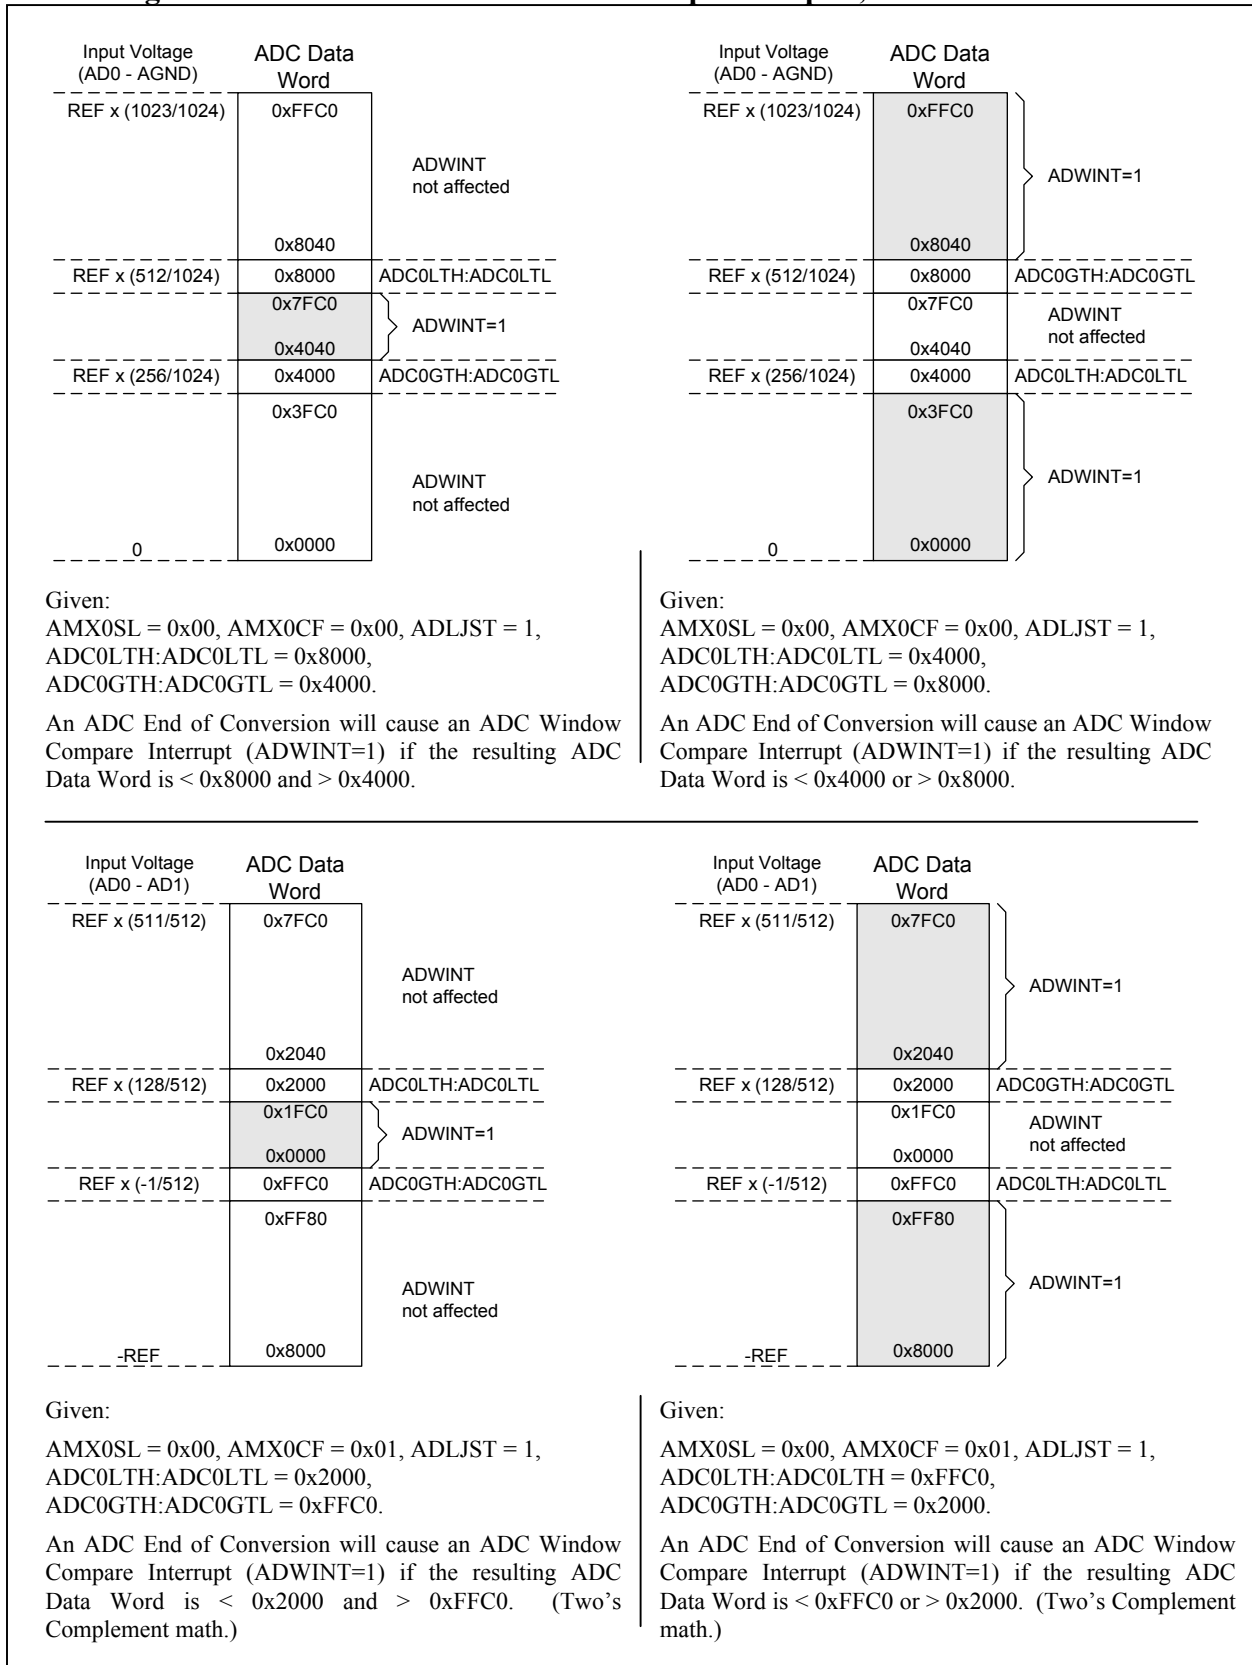 Input Voltage
(AD0 - AGND)
ADC Data
Word
REF x (1023/1024)
0xFFC0
ADWINT
not affected
0x8040
REF x (512/1024)
0x8000
ADC0LTH:ADC0LTL
0x7FC0
ADWINT=1
0x4040
REF x (256/1024)
0x4000
ADC0GTH:ADC0GTL
0x3FC0
ADWINT
not affected
0
0x0000
Given:
AMX0SL = 0x00, AMX0CF = 0x00, ADLJST = 1,
ADC0LTH:ADC0LTL = 0x8000,
ADC0GTH:ADC0GTL = 0x4000.
An ADC End of Conversion will cause an ADC Window
Compare Interrupt (ADWINT=1) if the resulting ADC
Data Word is < 0x8000 and > 0x4000.
Input Voltage
(AD0 - AGND)
ADC Data
Word
REF x (1023/1024)
0xFFC0
ADWINT=1
0x8040
REF x (512/1024)
0x8000
ADC0GTH:ADC0GTL
0x7FC0
ADWINT
not affected
0x4040
REF x (256/1024)
0x4000
ADC0LTH:ADC0LTL
0x3FC0
ADWINT=1
0
0x0000
Given:
AMX0SL = 0x00, AMX0CF = 0x00, ADLJST = 1,
ADC0LTH:ADC0LTL = 0x4000,
ADC0GTH:ADC0GTL = 0x8000.
An ADC End of Conversion will cause an ADC Window
Compare Interrupt (ADWINT=1) if the resulting ADC
Data Word is < 0x4000 or > 0x8000.
Input Voltage
(AD0 - AD1)
ADC Data
Word
REF x (511/512)
0x7FC0
ADWINT
not affected
0x2040
REF x (128/512)
0x2000
ADC0LTH:ADC0LTL
0x1FC0
ADWINT=1
0x0000
REF x (-1/512)
0xFFC0
ADC0GTH:ADC0GTL
0xFF80
ADWINT
not affected
-REF
0x8000
Given:
AMX0SL = 0x00, AMX0CF = 0x01, ADLJST = 1,
ADC0LTH:ADC0LTL = 0x2000,
ADC0GTH:ADC0GTL = 0xFFC0.
An ADC End of Conversion will cause an ADC Window
Compare Interrupt (ADWINT=1) if the resulting ADC
Data Word is < 0x2000 and > 0xFFC0. (Two's
Complement math.)
Input Voltage
(AD0 - AD1)
ADC Data
Word
REF x (511/512)
0x7FC0
ADWINT=1
0x2040
REF x (128/512)
0x2000
ADC0GTH:ADC0GTL
0x1FC0
ADWINT
not affected
0x0000
REF x (-1/512)
0xFFC0
ADC0LTH:ADC0LTL
0xFF80
ADWINT=1
-REF
0x8000
Given:
AMX0SL = 0x00, AMX0CF = 0x01, ADLJST = 1,
ADC0LTH:ADC0LTH = 0xFFC0,
ADC0GTH:ADC0GTL = 0x2000.
An ADC End of Conversion will cause an ADC Window
Compare Interrupt (ADWINT=1) if the resulting ADC
Data Word is < 0xFFC0 or > 0x2000. (Two's Complement
math.)